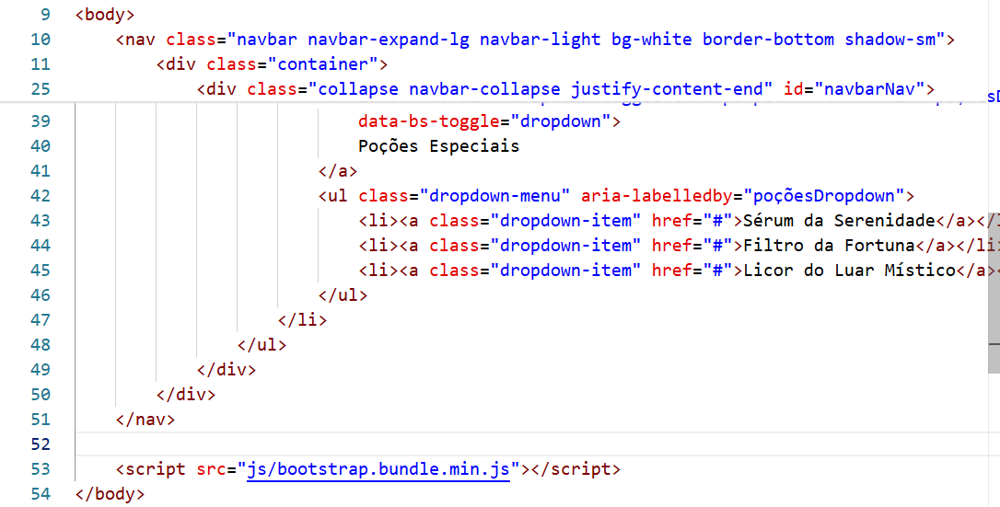 9 <body>
10 <nav class="navbar navbar-expand-lg navbar-light bg-white border-bottom shadow-sm">
11 <div class="container">
25 <div class="collapse navbar-collapse justify-content-end" id="navbarNav">
39 data-bs-toggle="dropdown">
40 Poções Especiais
41 </a>
42 <ul class="dropdown-menu" aria-labelledby="poçõesDropdown">
43 <li><a class="dropdown-item" href="#">Sérum da Serenidade</a></l
44 <li><a class="dropdown-item" href="#">Filtro da Fortuna</a></li
45 <li><a class="dropdown-item" href="#">Licor do Luar Místico</a><
46 </ul>
47 </li>
48 </ul>
49 </div>
50 </div>
51 </nav>
52
53 <script src="js/bootstrap.bundle.min.js"></script>
54 </body>